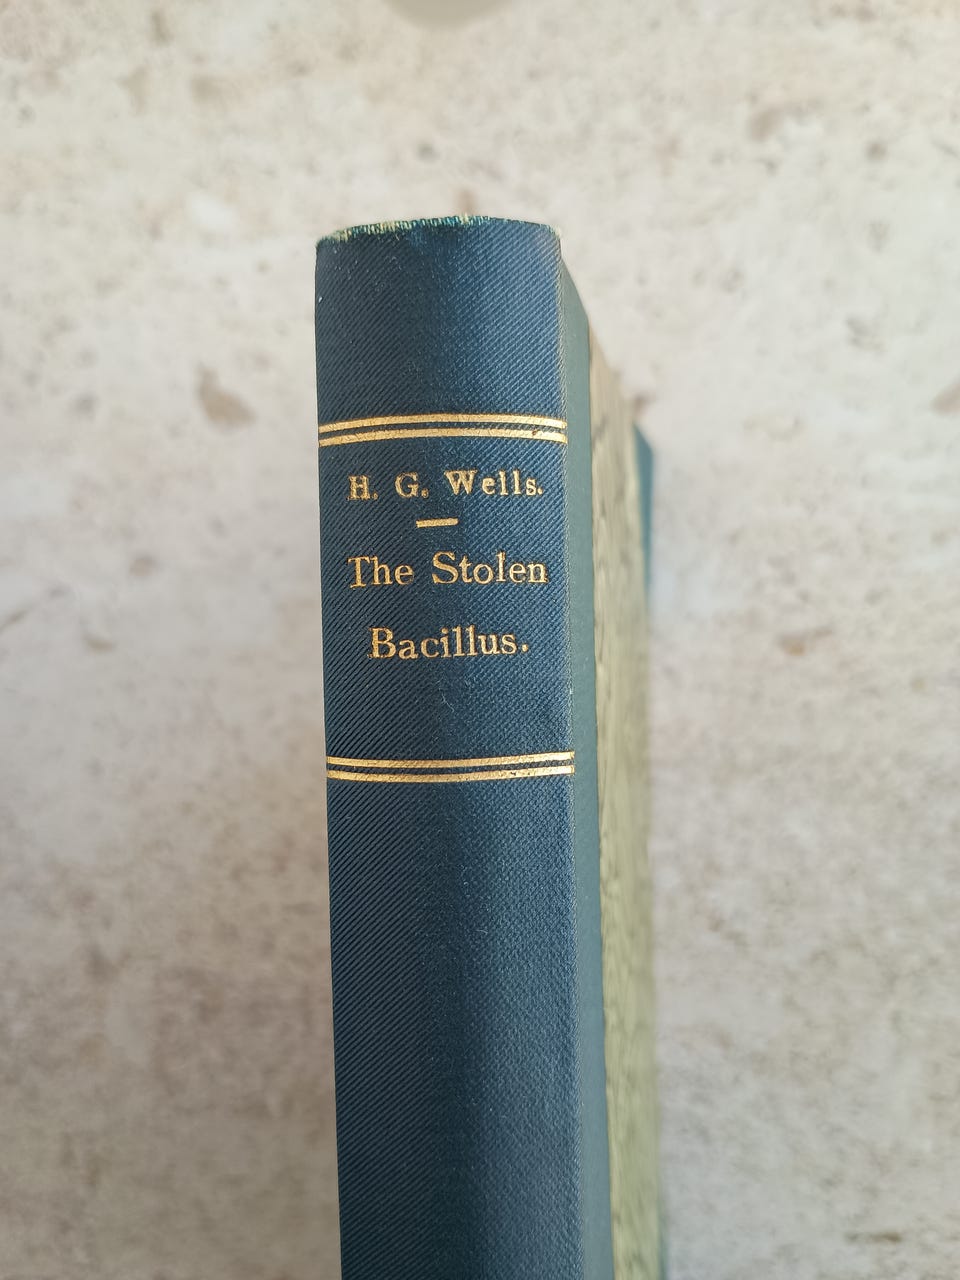 H. G. Wells.
The Stolen
Bacillus.